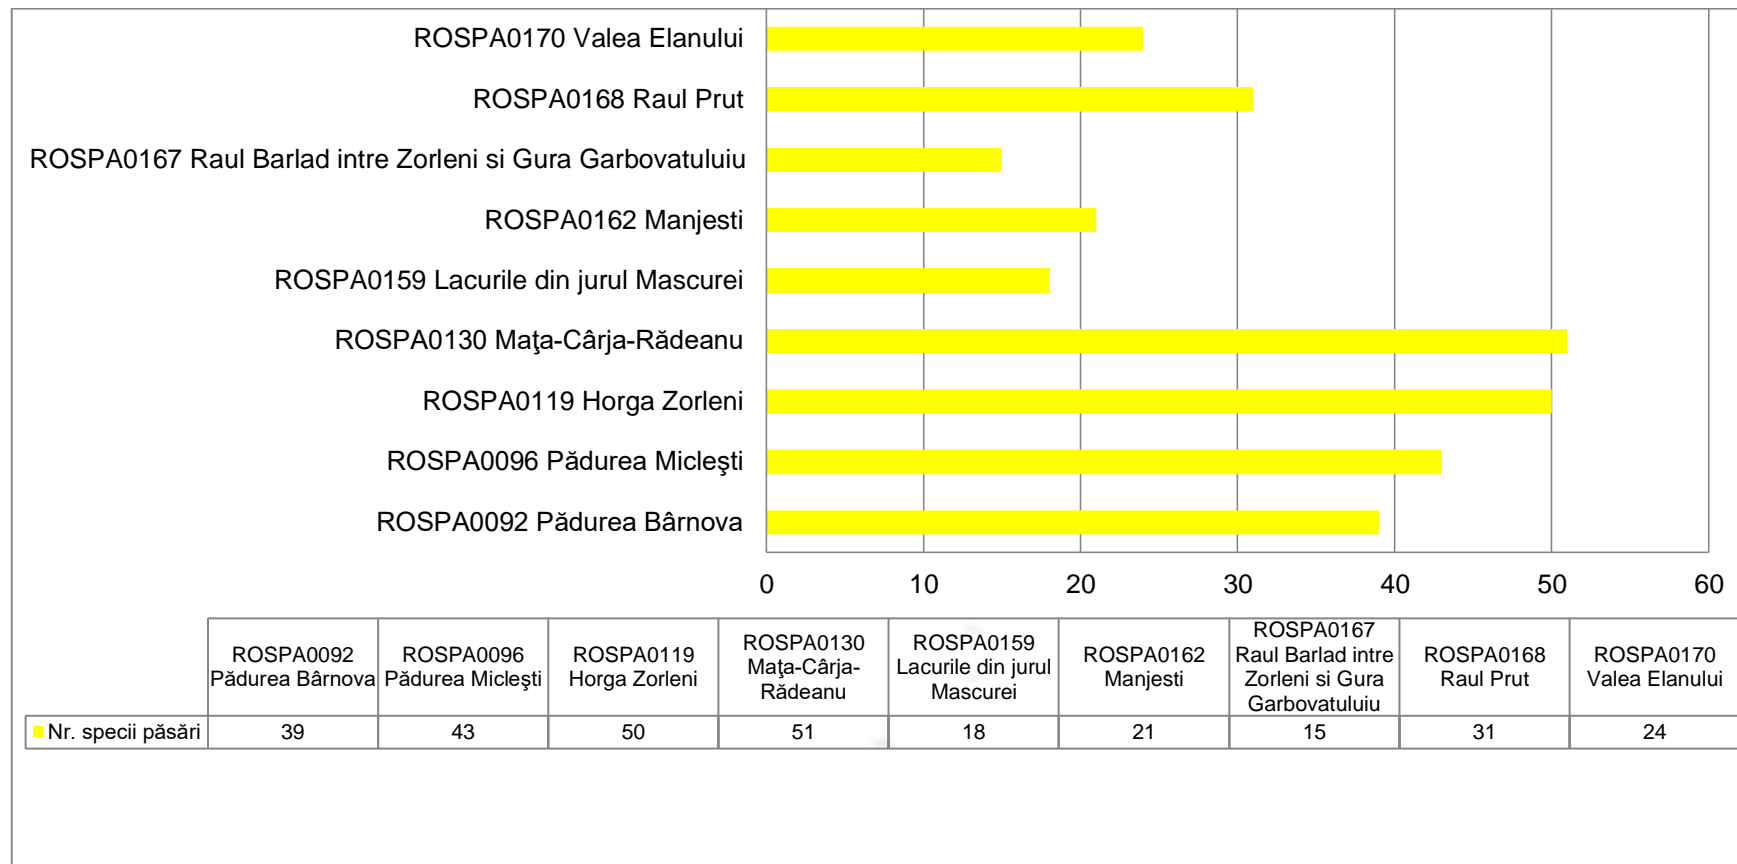 ROSPA0170 Valea Elanului
ROSPA0168 Raul Prut
ROSPA0167 Raul Barlad intre Zorleni si Gura Garbovatuluiu
ROSPA0162 Manjesti
ROSPA0159 Lacurile din jurul Mascurei
ROSPA0130 Maţa-Cârja-Rădeanu
ROSPA0119 Horga Zorleni
ROSPA0096 Pădurea Micleşti
ROSPA0092 Pădurea Bârnova
0 10 20 30 40 50 60
ROSPA0092
Pădurea Bârnova
ROSPA0096
Pădurea Micleşti
ROSPA0119
Horga Zorleni
ROSPA0130
Maţa-Cârja-
Rădeanu
ROSPA0159
Lacurile din jurul
Mascurei
ROSPA0162
Manjesti
ROSPA0167
Raul Barlad intre
Zorleni si Gura
Garbovatuluiu
ROSPA0168
Raul Prut
ROSPA0170
Valea Elanului
Nr. specii păsări 39 43 50 51 18 21 15 31 24